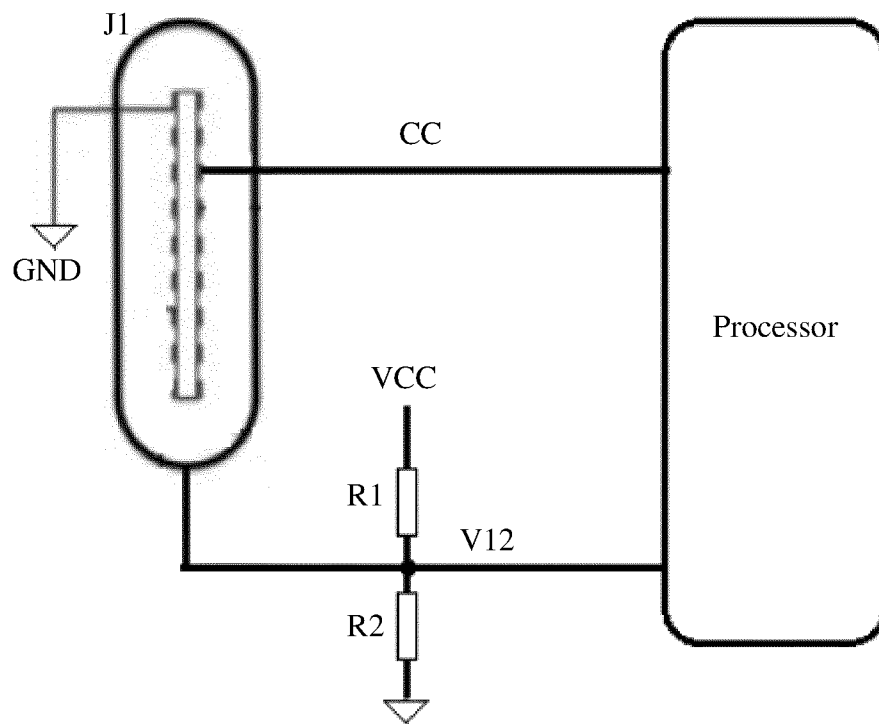 J1
CC
GND
Processor
VCC
R1
V12
R2